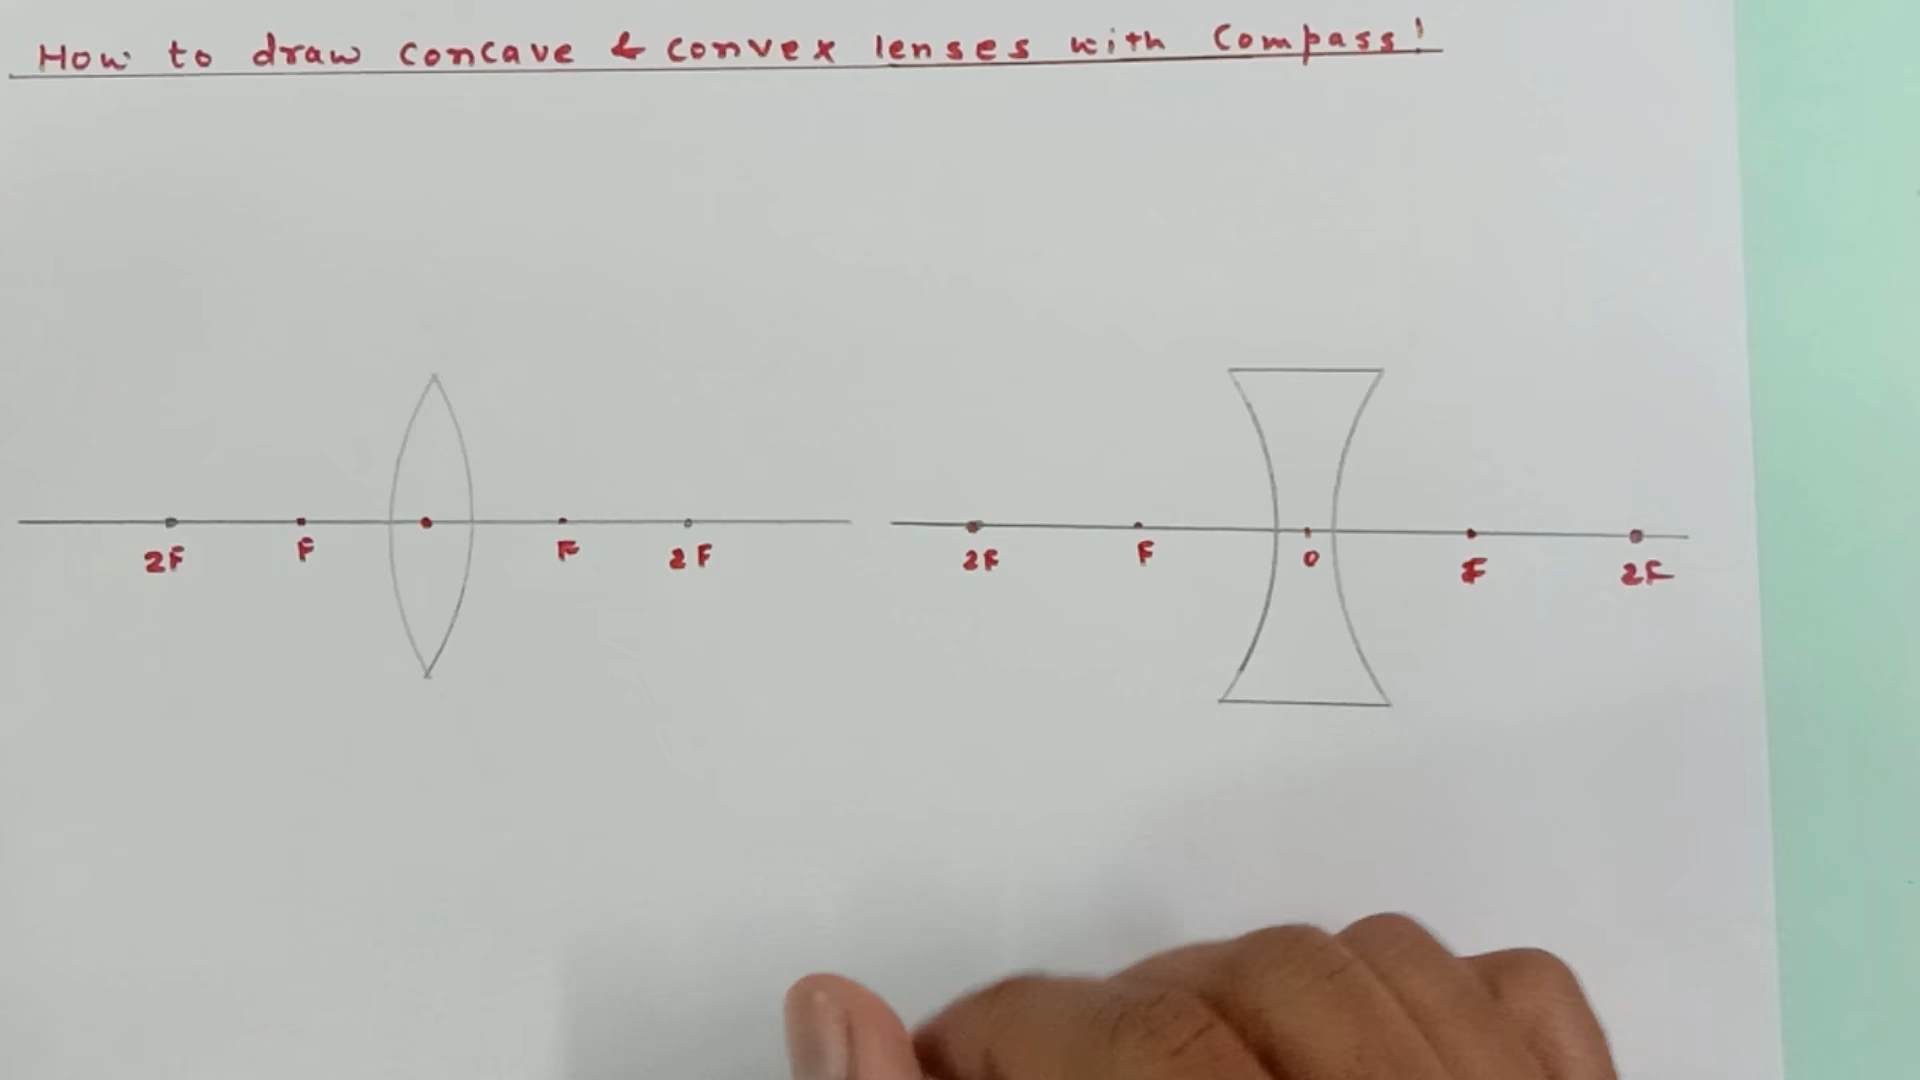 How to draw concave & convex lenses with Compass!
2F F F 2F 2F F O F 2F